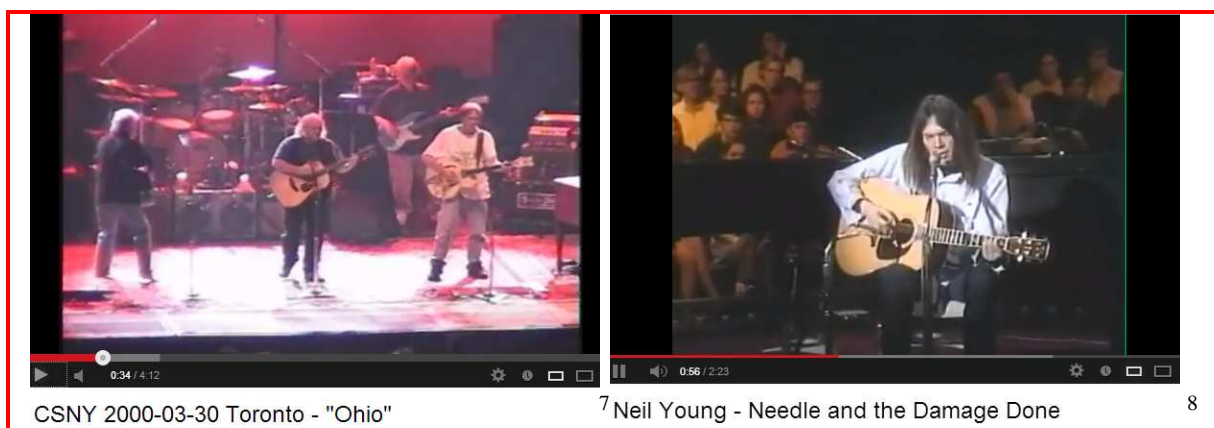 0:34 / 4:12
0:56 / 2:23
CSNY 2000-03-30 Toronto - "Ohio"
7
Neil Young - Needle and the Damage Done
8